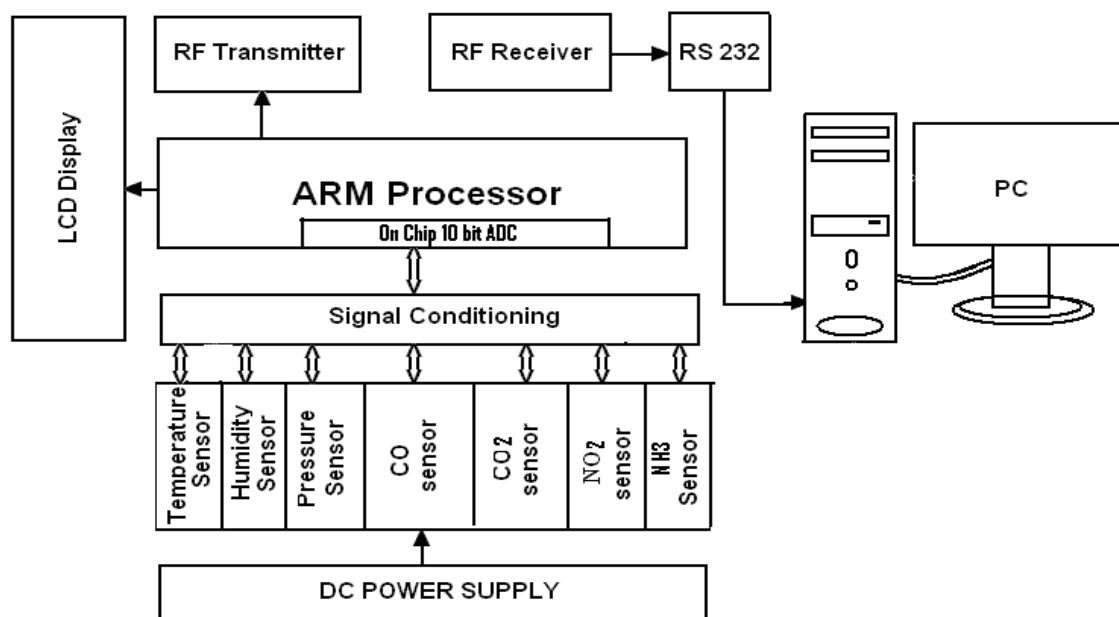 RF Transmitter
RF Receiver
RS 232
LCD Display
ARM Processor
On Chip 10 bit ADC
PC
Signal Conditioning
Temperature
Sensor
Humidity
Sensor
Pressure
Sensor
CO
sensor
CO2
sensor
NO2
sensor
NH3
Sensor
DC POWER SUPPLY